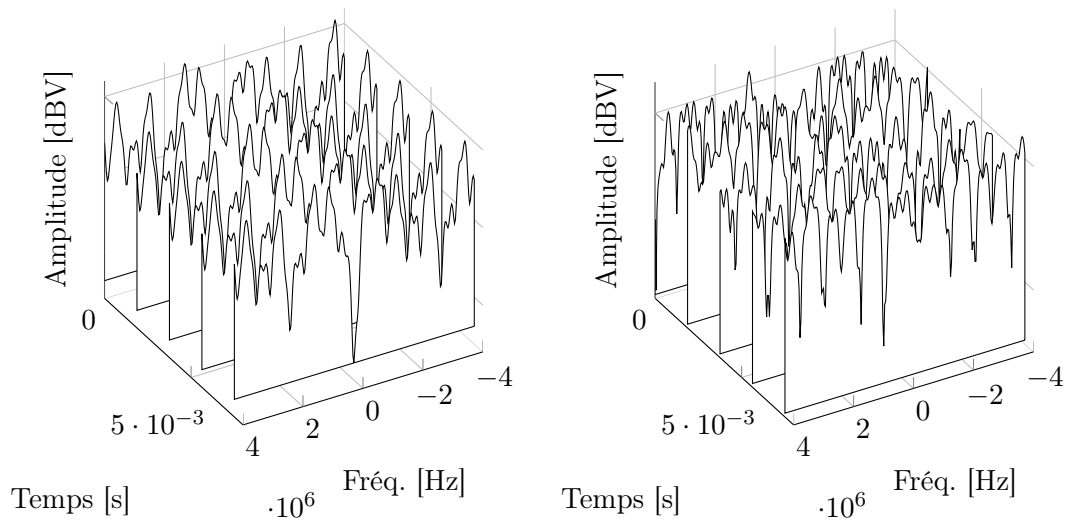 Amplitude [dBV]
0
5 · 10⁻³
Temps [s]
4
2
0
−2
−4
·10⁶
Fréq. [Hz]
Amplitude [dBV]
0
5 · 10⁻³
Temps [s]
4
2
0
−2
−4
·10⁶
Fréq. [Hz]